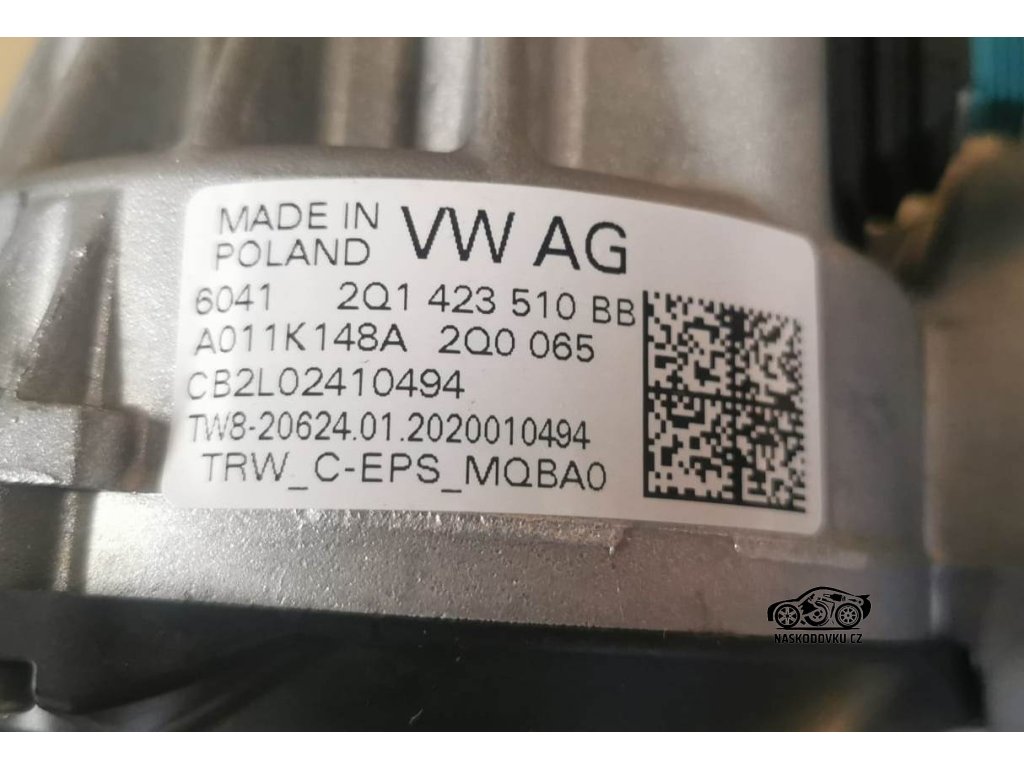 MADE IN
POLAND
VW AG
6041 2Q1 423 510 BB
A011K148A 2Q0 065
CB2L02410494
TW8-20624.01.2020010494
TRW_C-EPS_MQBA0
NASKODOVKU.CZ